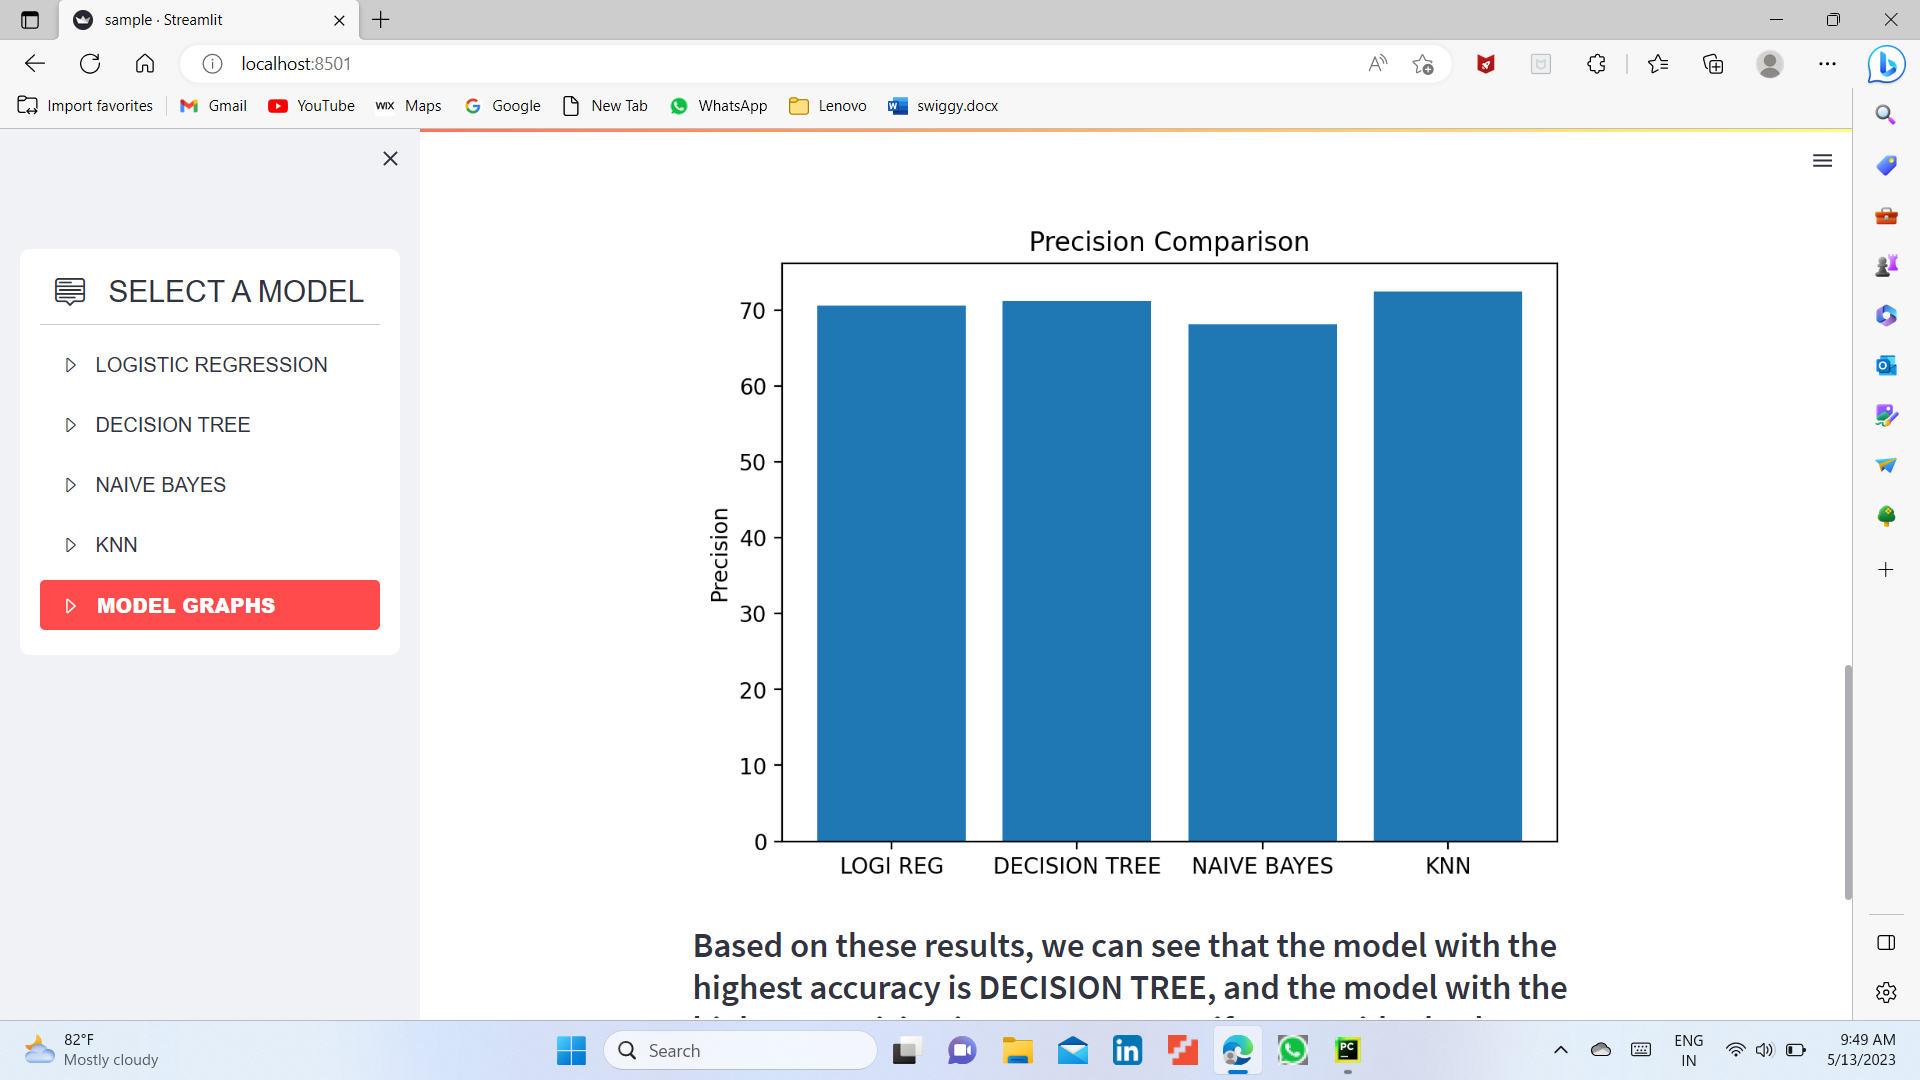 sample · Streamlit
localhost:8501
Import favorites
Gmail
YouTube
WIX Maps
Google
New Tab
WhatsApp
Lenovo
swiggy.docx
SELECT A MODEL
LOGISTIC REGRESSION
DECISION TREE
NAIVE BAYES
KNN
MODEL GRAPHS
Precision Comparison
Precision
70
60
50
40
30
20
10
0
LOGI REG
DECISION TREE
NAIVE BAYES
KNN
Based on these results, we can see that the model with the
highest accuracy is DECISION TREE, and the model with the
82°F
Mostly cloudy
Search
ENG
IN
9:49 AM
5/13/2023